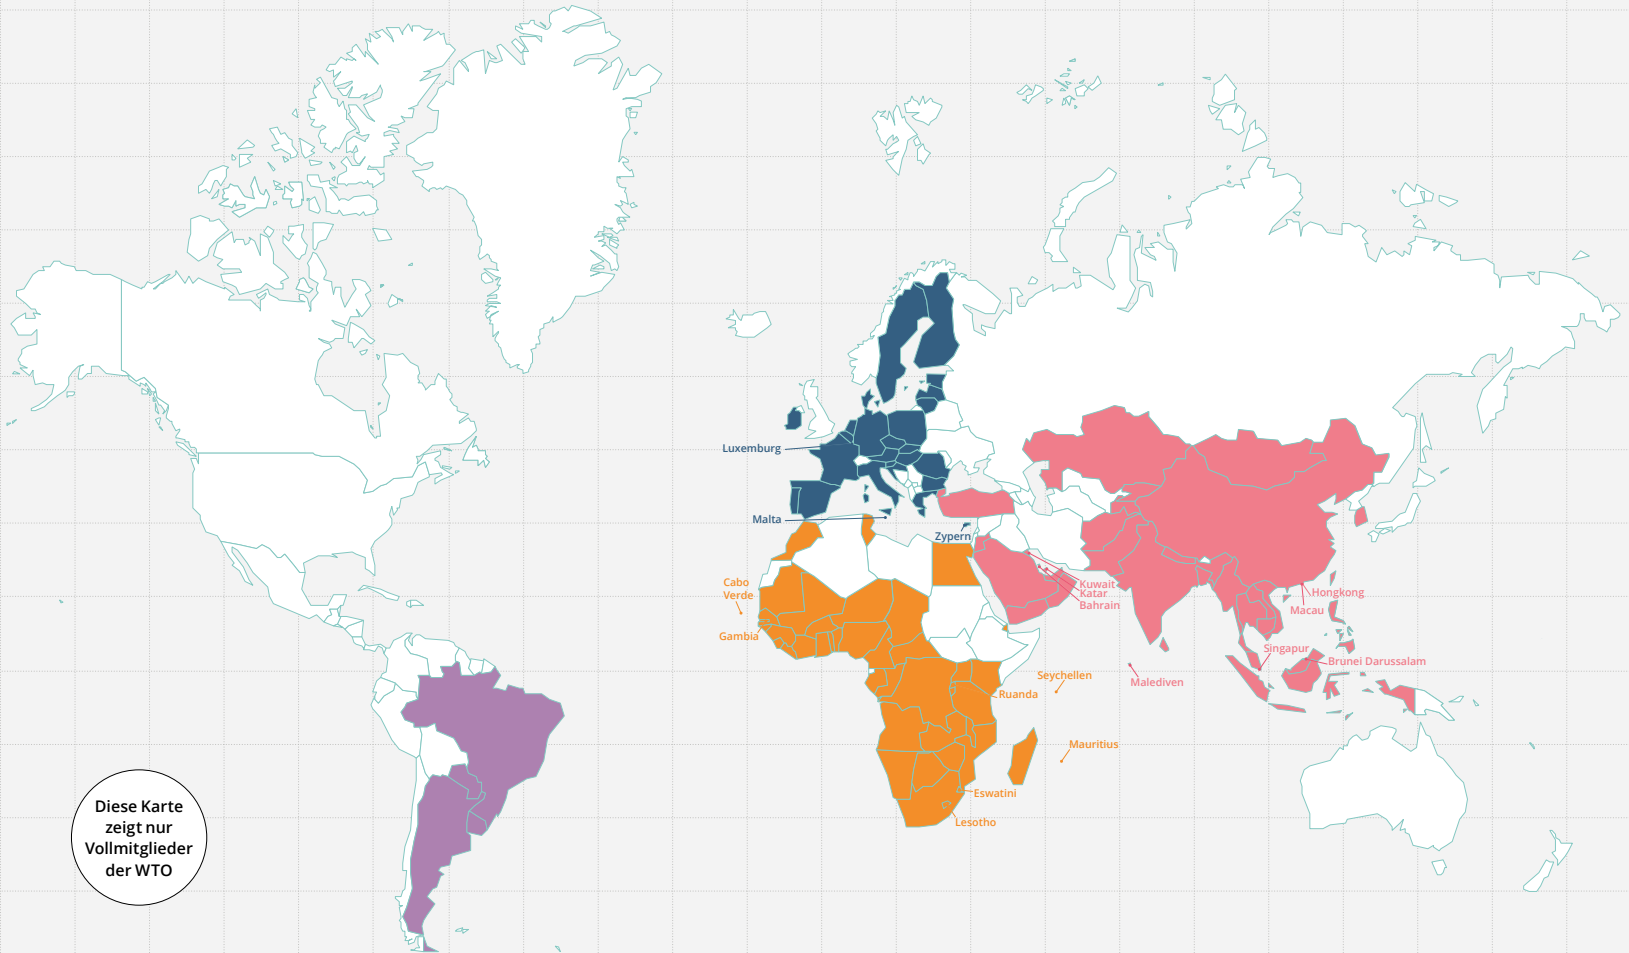 Luxemburg
Malta
Zypern
Cabo
Verde
Gambia
Kuwait
Katar
Bahrain
Hongkong
Macau
Singapur
Brunei Darussalam
Malediven
Seychellen
Ruanda
Mauritius
Eswatini
Lesotho
Diese Karte
zeigt nur
Vollmitglieder
der WTO